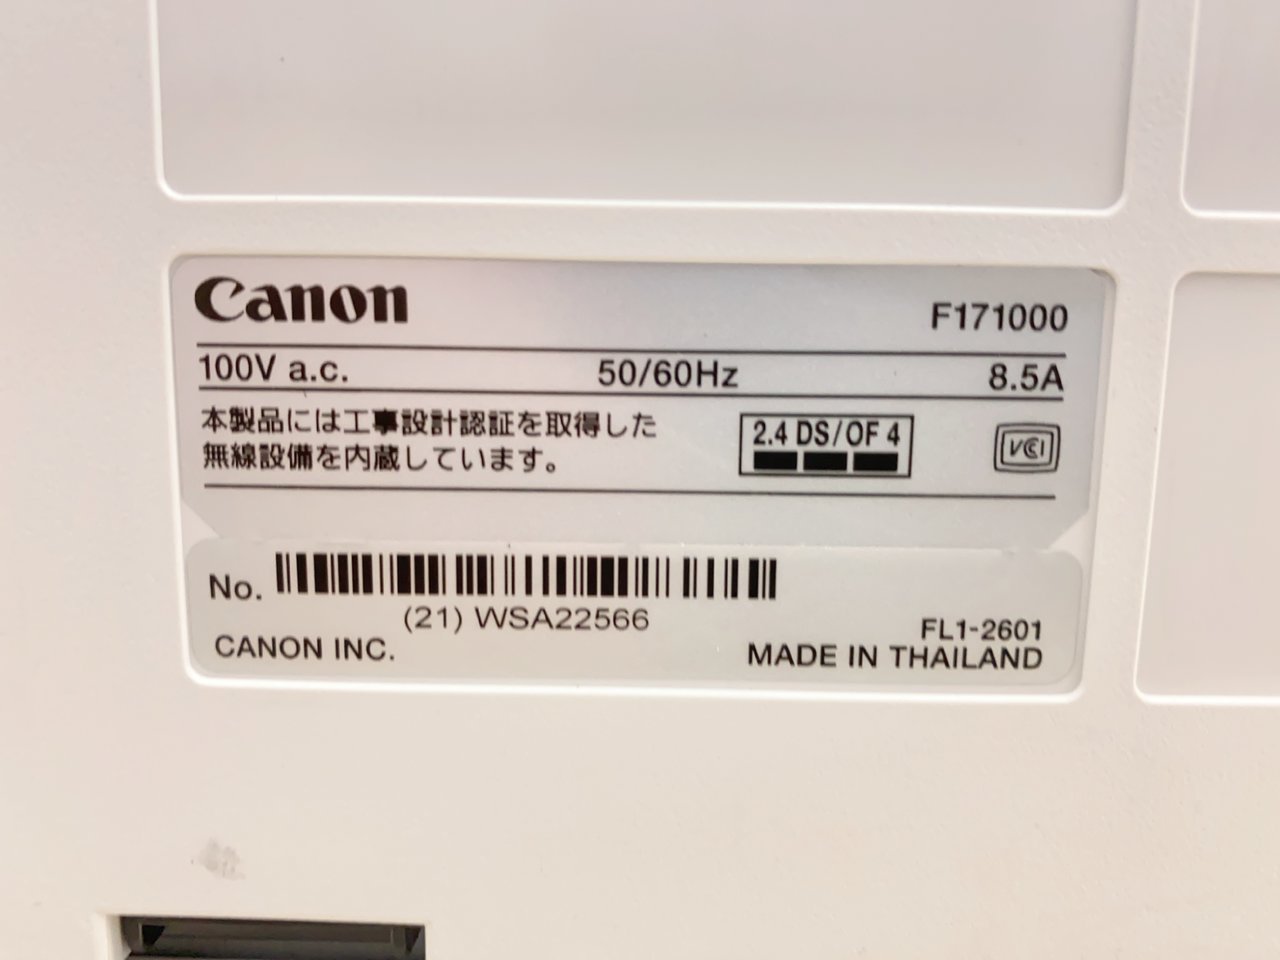 Canon F171000
100V a.c. 50/60Hz 8.5A
本製品には工事設計認証を取得した
無線設備を内蔵しています。
2.4 DS/OF 4
VCCI
No.
(21) WSA22566
CANON INC.
FL1-2601
MADE IN THAILAND